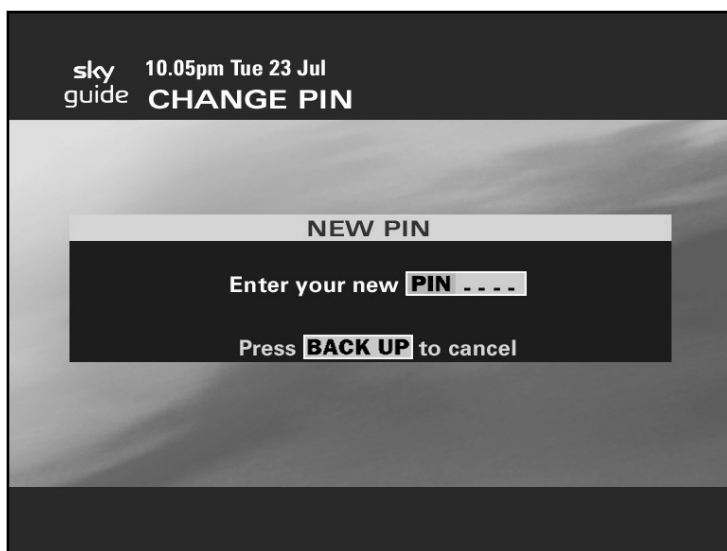 sky 10.05pm Tue 23 Jul
guide CHANGE PIN
NEW PIN
Enter your new PIN ....
Press BACK UP to cancel